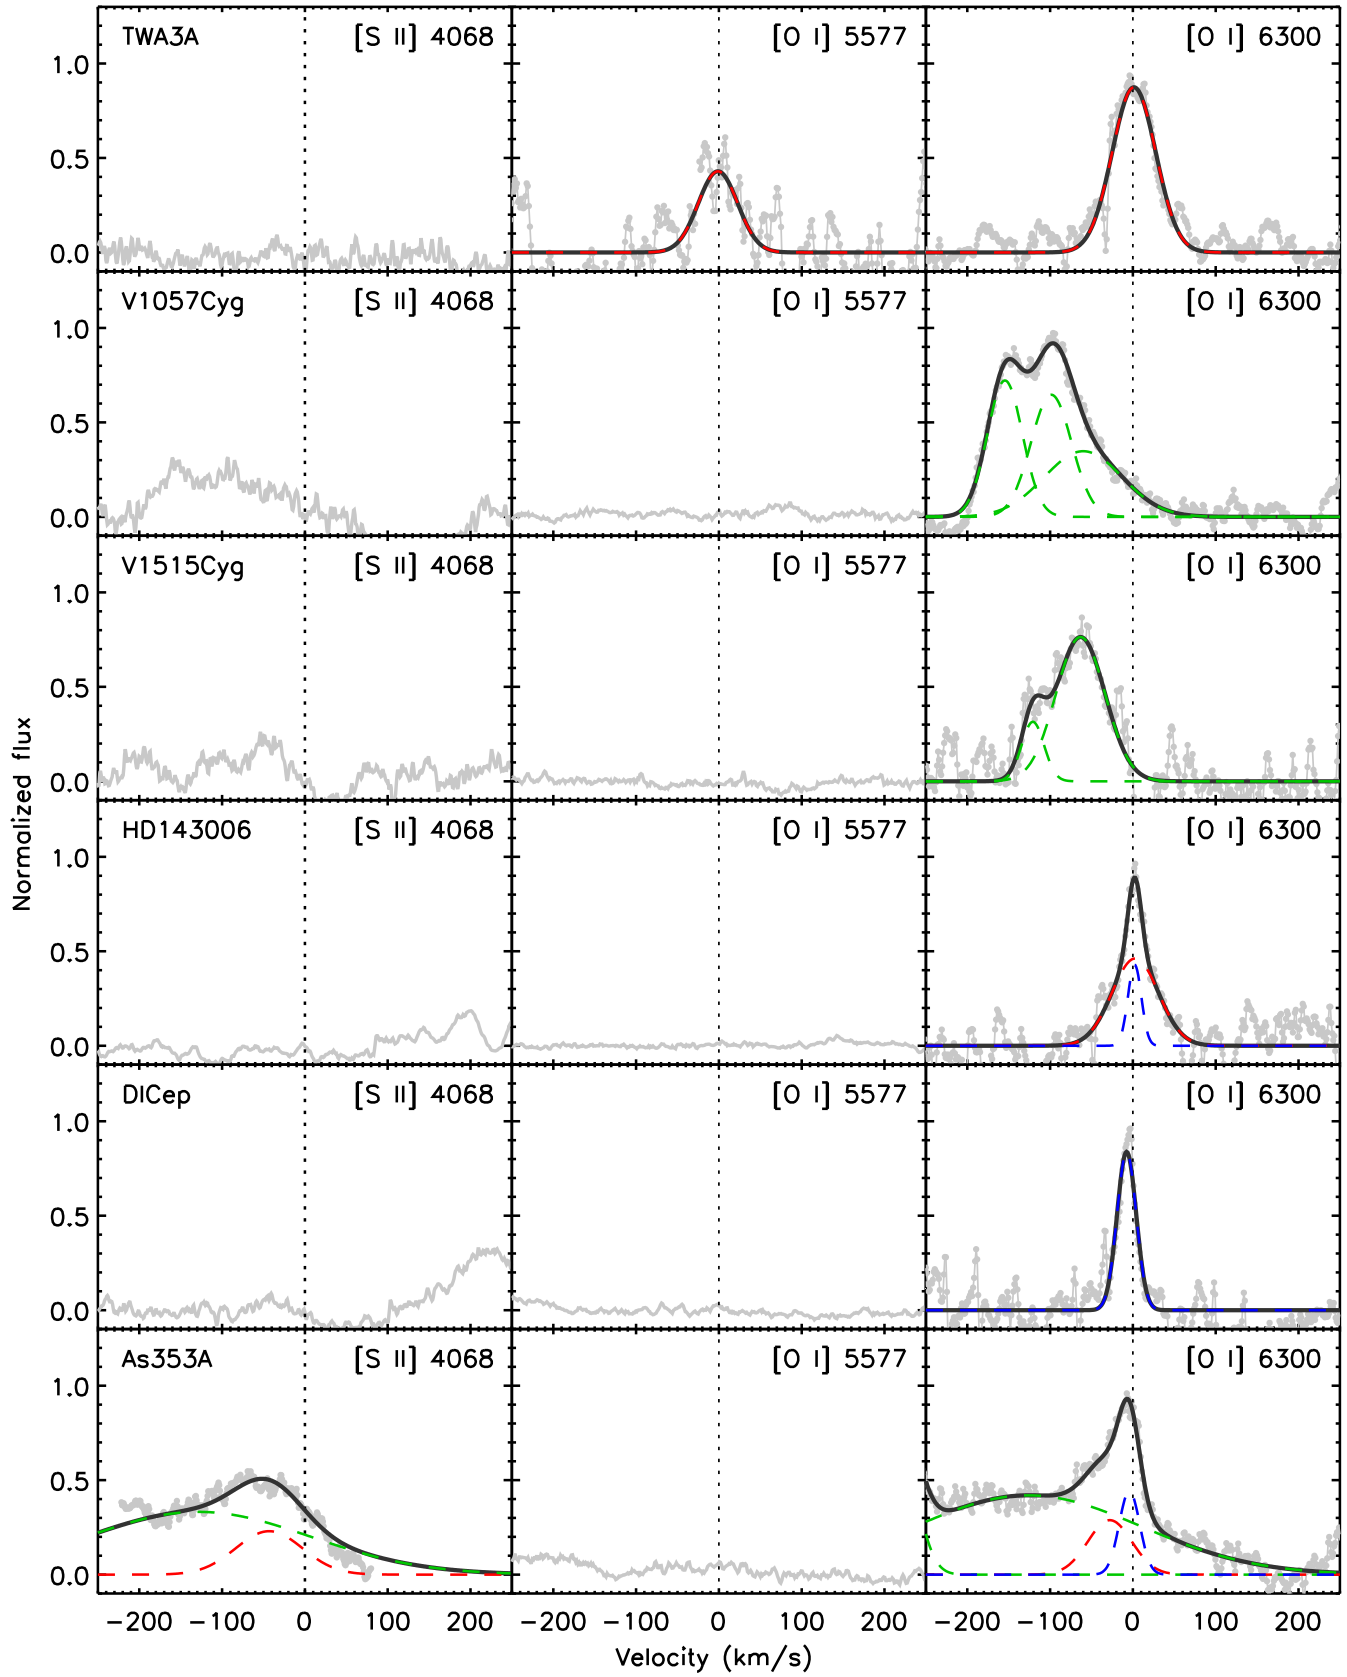 TWA3A [S II] 4068 [O I] 5577 [O I] 6300
1.0
0.5
0.0
V1057Cyg [S II] 4068 [O I] 5577 [O I] 6300
1.0
0.5
0.0
V1515Cyg [S II] 4068 [O I] 5577 [O I] 6300
1.0
0.5
0.0
Normalized flux
HD143006 [S II] 4068 [O I] 5577 [O I] 6300
1.0
0.5
0.0
DICep [S II] 4068 [O I] 5577 [O I] 6300
1.0
0.5
0.0
As353A [S II] 4068 [O I] 5577 [O I] 6300
1.0
0.5
0.0
−200 −100 0 100 200 −200 −100 0 100 200 −200 −100 0 100 200
Velocity (km/s)